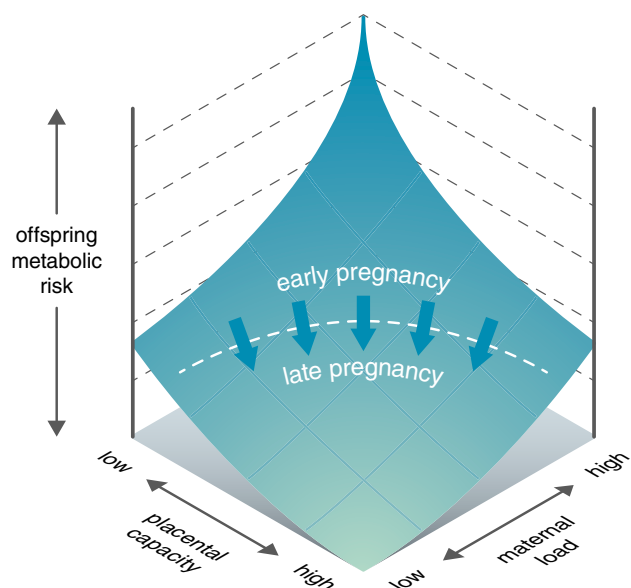 offspring
metabolic
risk
early pregnancy
late pregnancy
low
placental
capacity
high
low
maternal
load
high